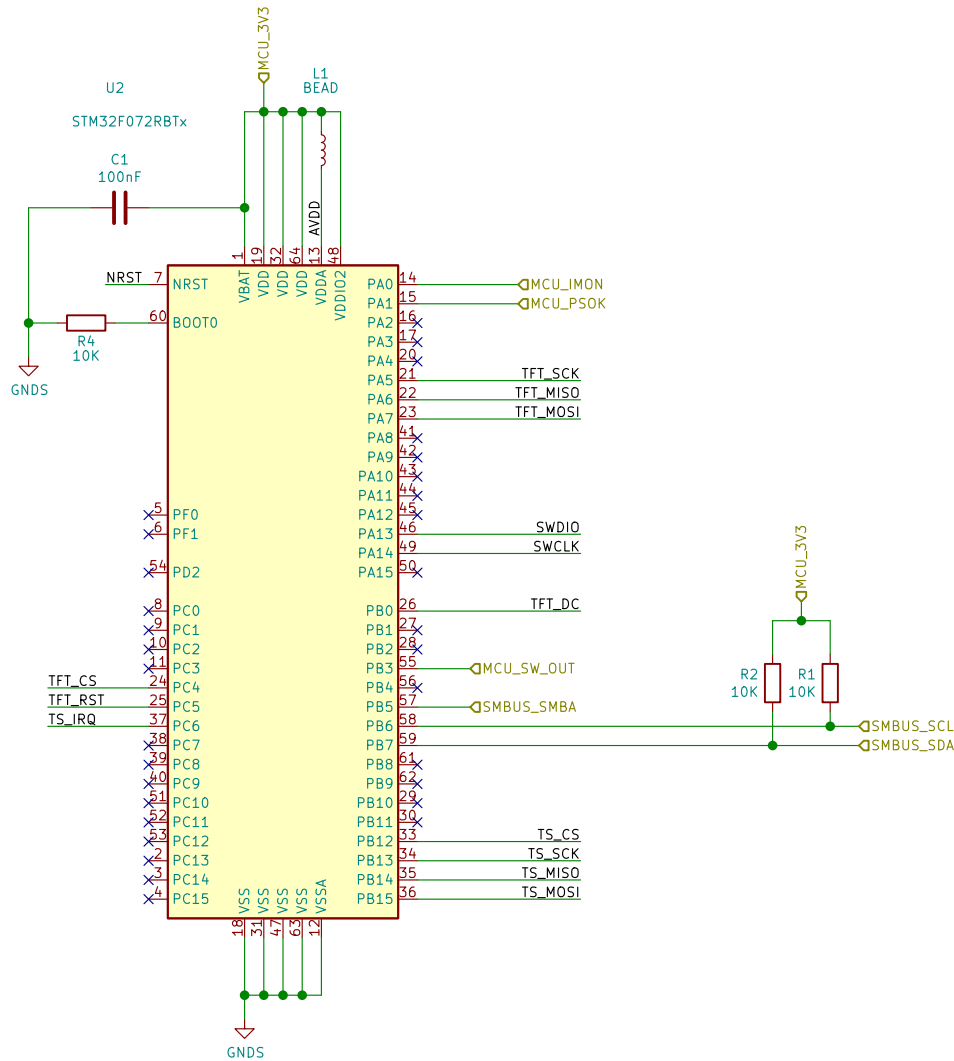 MCU_3V3
U2
STM32F072RBTx
L1
BEAD
C1
100nF
AVDD
1
19
32
64
13
48
VBAT
VDD
VDD
VDD
VDDA
VDDIO2
NRST 7 NRST
60 BOOT0
R4
10K
GNDS
5 PF0
6 PF1
54 PD2
8 PC0
9 PC1
10 PC2
11 PC3
TFT_CS 24 PC4
TFT_RST 25 PC5
TS_IRQ 37 PC6
38 PC7
39 PC8
40 PC9
51 PC10
52 PC11
53 PC12
2 PC13
3 PC14
4 PC15
PA0 14 MCU_IMON
PA1 15 MCU_PSOK
PA2 16
PA3 17
PA4 20
PA5 21 TFT_SCK
PA6 22 TFT_MISO
PA7 23 TFT_MOSI
PA8 41
PA9 42
PA10 43
PA11 44
PA12 45
PA13 46 SWDIO
PA14 49 SWCLK
PA15 50
PB0 26 TFT_DC
PB1 27
PB2 28
PB3 55 MCU_SW_OUT
PB4 56
PB5 57 SMBUS_SMBA
PB6 58 SMBUS_SCL
PB7 59 SMBUS_SDA
PB8 61
PB9 62
PB10 29
PB11 30
PB12 33 TS_CS
PB13 34 TS_SCK
PB14 35 TS_MISO
PB15 36 TS_MOSI
MCU_3V3
R2
10K
R1
10K
VSS
VSS
VSS
VSS
VSSA
18
31
47
63
12
GNDS